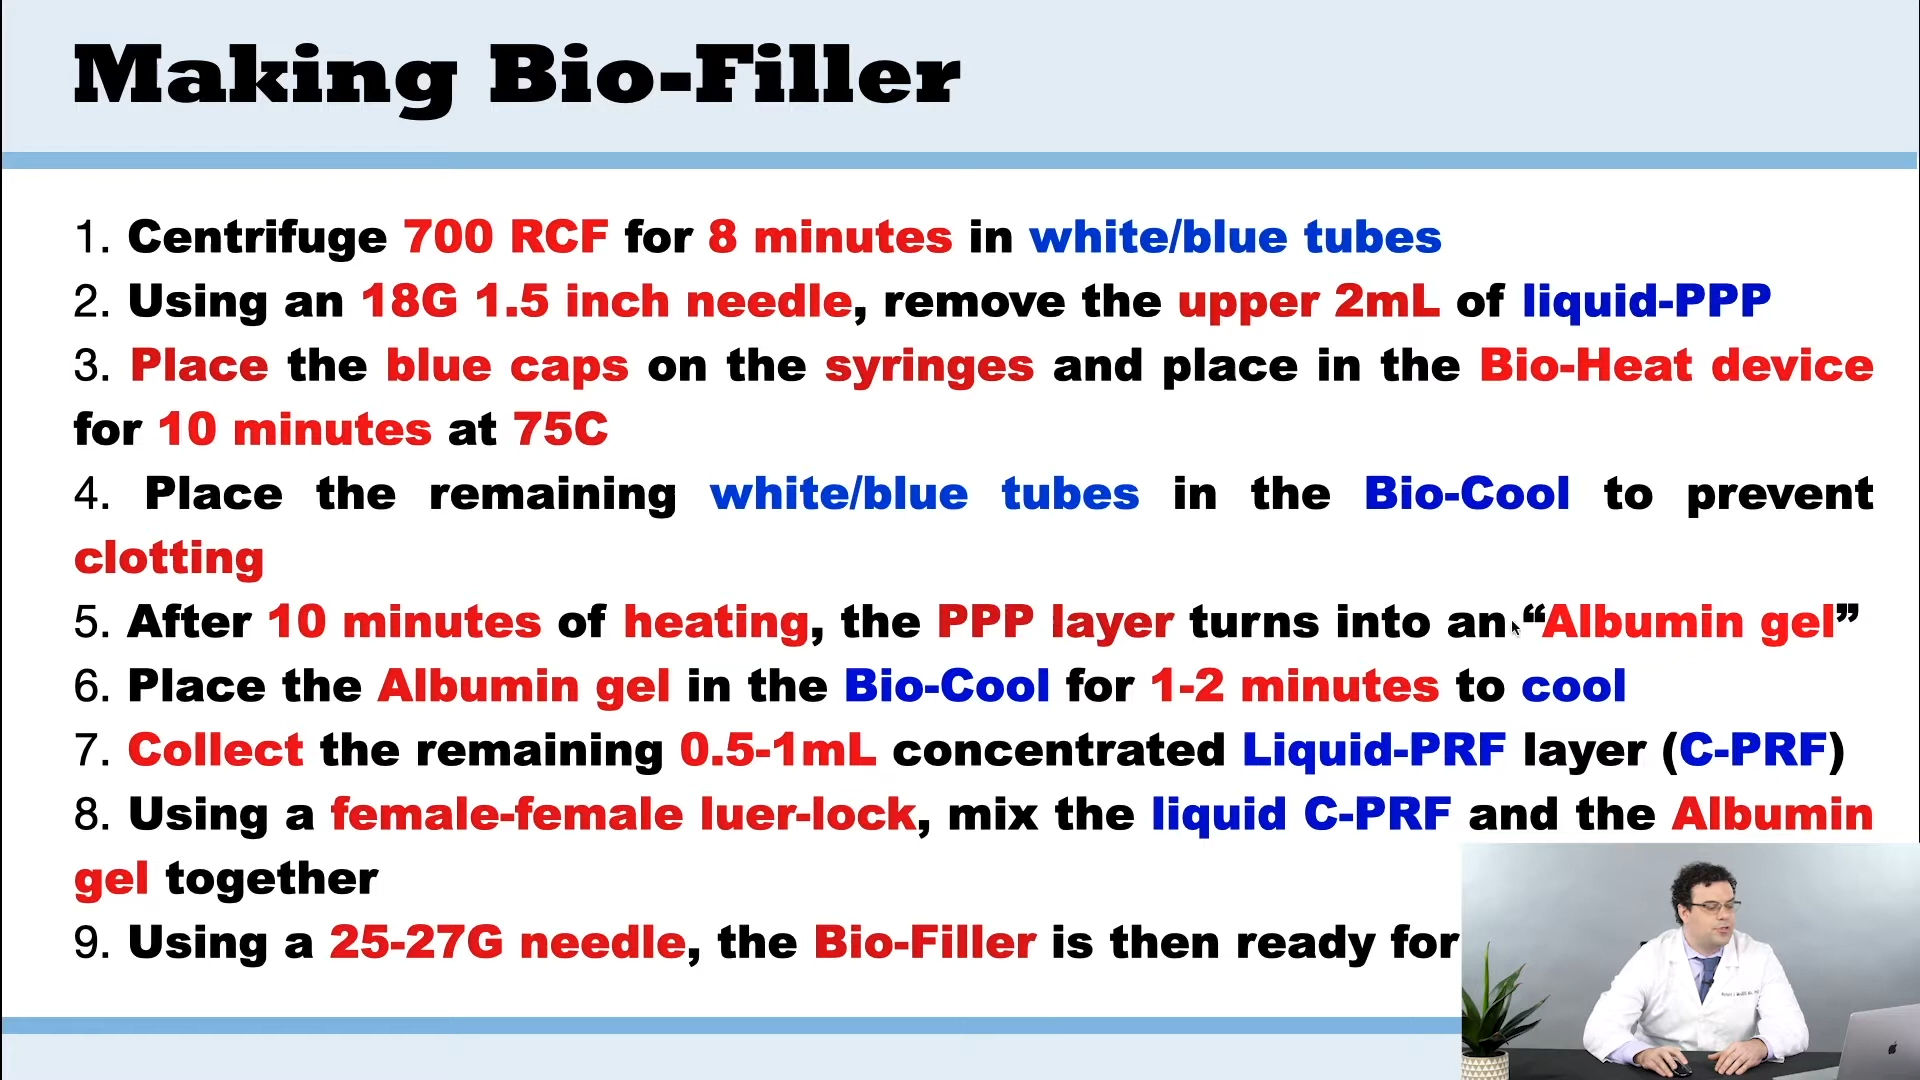 Making Bio-Filler
1. Centrifuge 700 RCF for 8 minutes in white/blue tubes
2. Using an 18G 1.5 inch needle, remove the upper 2mL of liquid-PPP
3. Place the blue caps on the syringes and place in the Bio-Heat device
for 10 minutes at 75C
4. Place the remaining white/blue tubes in the Bio-Cool to prevent
clotting
5. After 10 minutes of heating, the PPP layer turns into an “Albumin gel”
6. Place the Albumin gel in the Bio-Cool for 1-2 minutes to cool
7. Collect the remaining 0.5-1mL concentrated Liquid-PRF layer (C-PRF)
8. Using a female-female luer-lock, mix the liquid C-PRF and the Albumin
gel together
9. Using a 25-27G needle, the Bio-Filler is then ready for